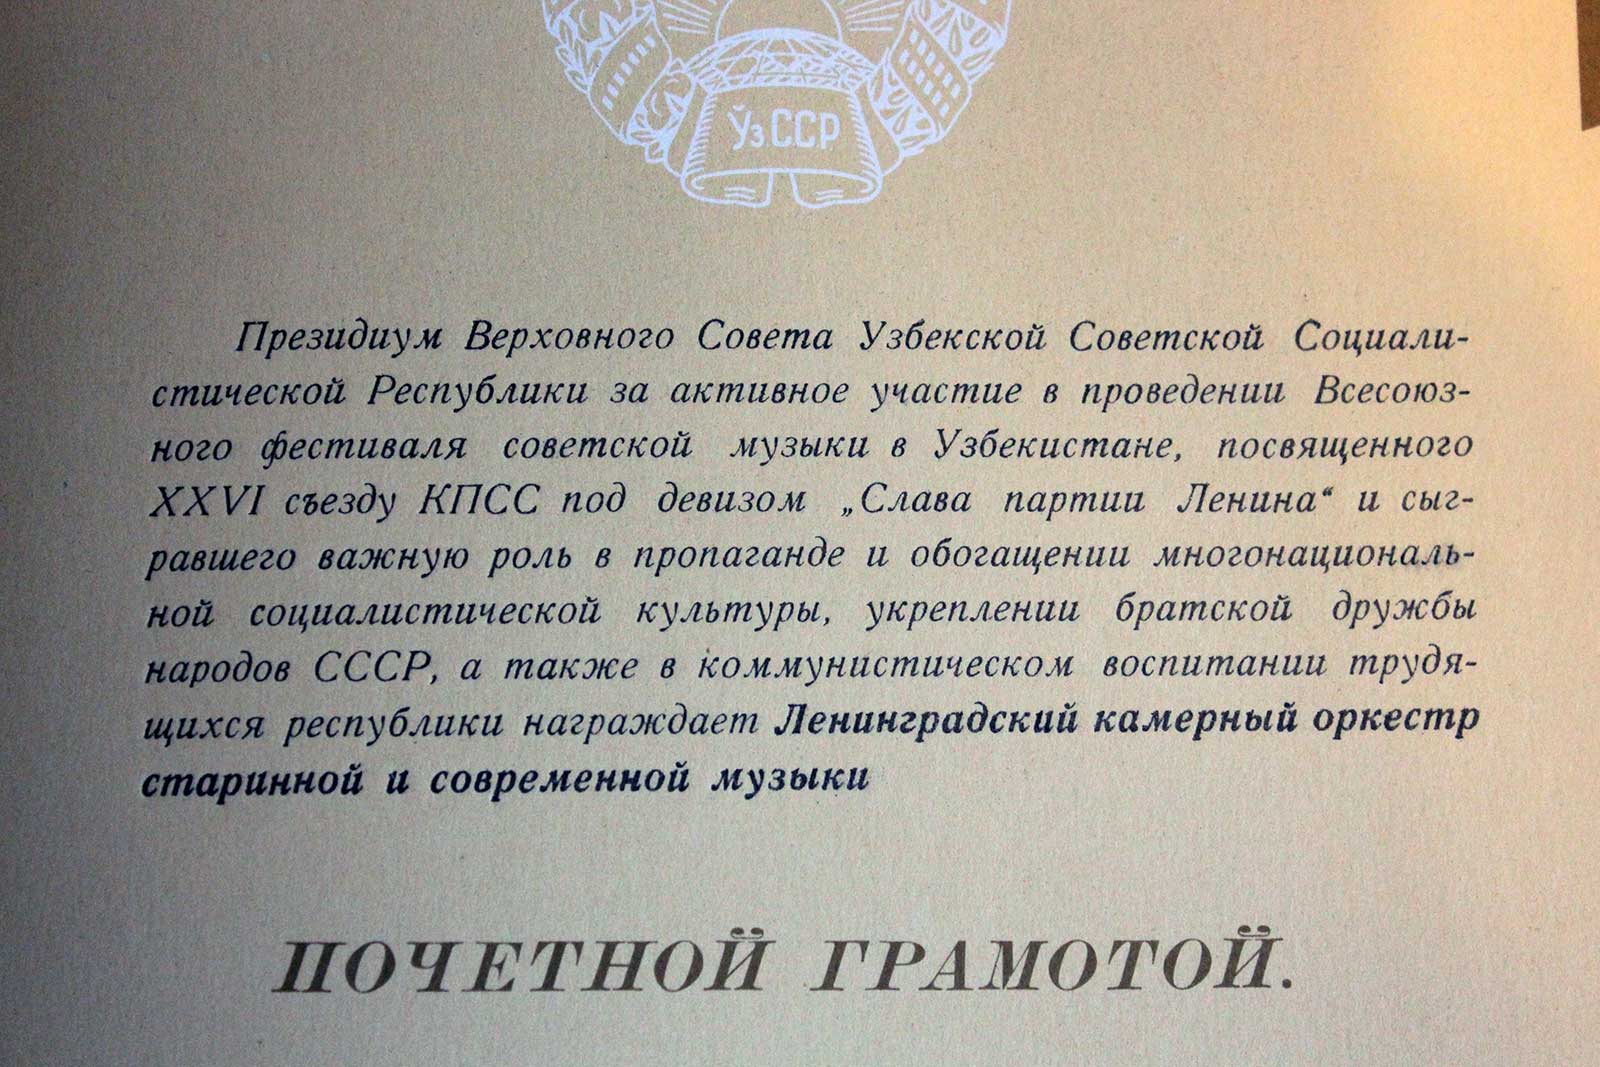 Ўз.ССР
Президиум Верховного Совета Узбекской Советской Социали-
стической Республики за активное участие в проведении Всесоюз-
ного фестиваля советской музыки в Узбекистане, посвященного
XXVI съезду КПСС под девизом „Слава партии Ленина“ и сыг-
равшего важную роль в пропаганде и обогащении многонациональ-
ной социалистической культуры, укреплении братской дружбы
народов СССР, а также в коммунистическом воспитании трудя-
щихся республики награждает Ленинградский камерный оркестр
старинной и современной музыки
ПОЧЕТНОЙ ГРАМОТОЙ.